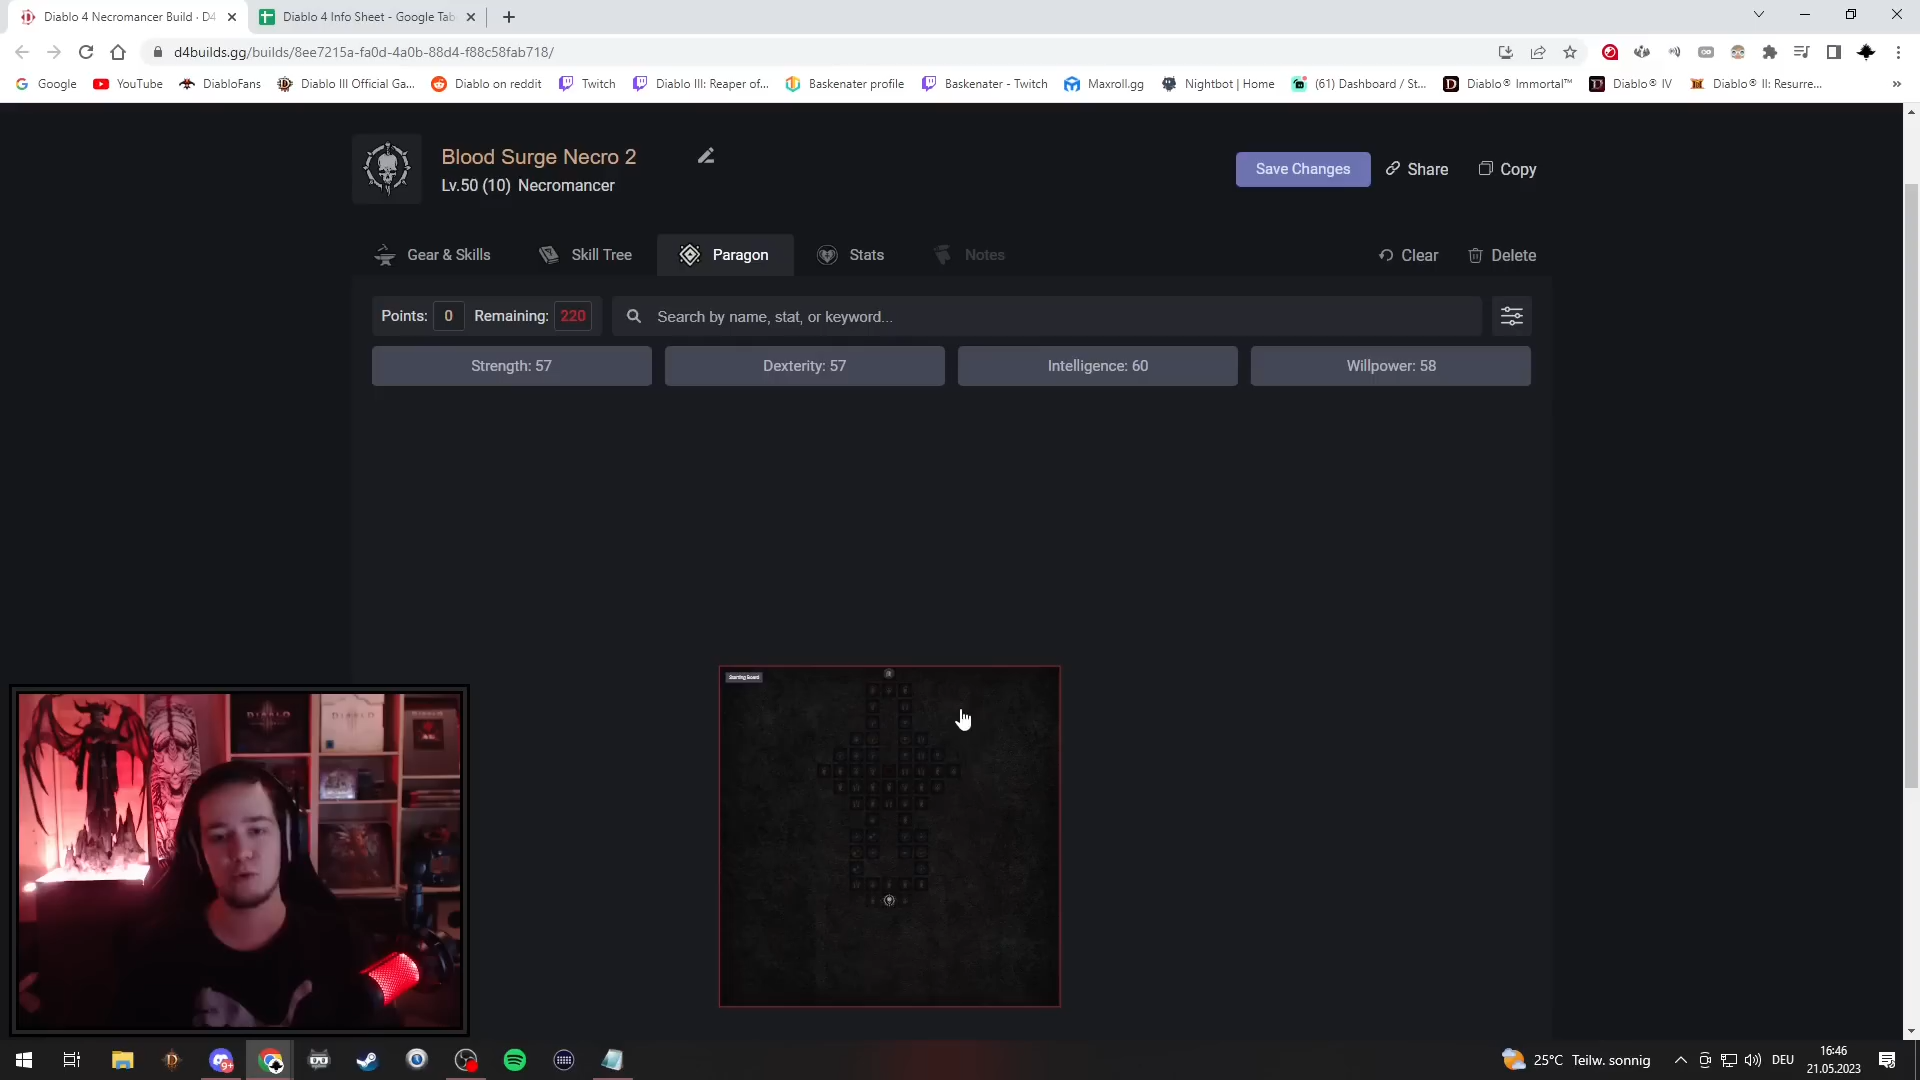 Diablo 4 Necromancer Build · D4
Diablo 4 Info Sheet - Google Tab
d4builds.gg/builds/8ee7215a-fa0d-4a0b-88d4-f88c58fab718/
Google
YouTube
DiabloFans
Diablo III Official Ga...
Diablo on reddit
Twitch
Diablo III: Reaper of...
Baskenater profile
Baskenater - Twitch
Maxroll.gg
Nightbot | Home
(61) Dashboard / St...
Diablo® Immortal™
Diablo® IV
Diablo® II: Resurre...
»
Blood Surge Necro 2
Lv.50 (10) Necromancer
Save Changes
Share
Copy
Gear & Skills
Skill Tree
Paragon
Stats
Notes
Clear
Delete
Points: 0 Remaining: 220
Search by name, stat, or keyword...
Strength: 57
Dexterity: 57
Intelligence: 60
Willpower: 58
Starting Board
DIABLO
DIABLO
9+
25°C Teilw. sonnig
DEU
16:46
21.05.2023